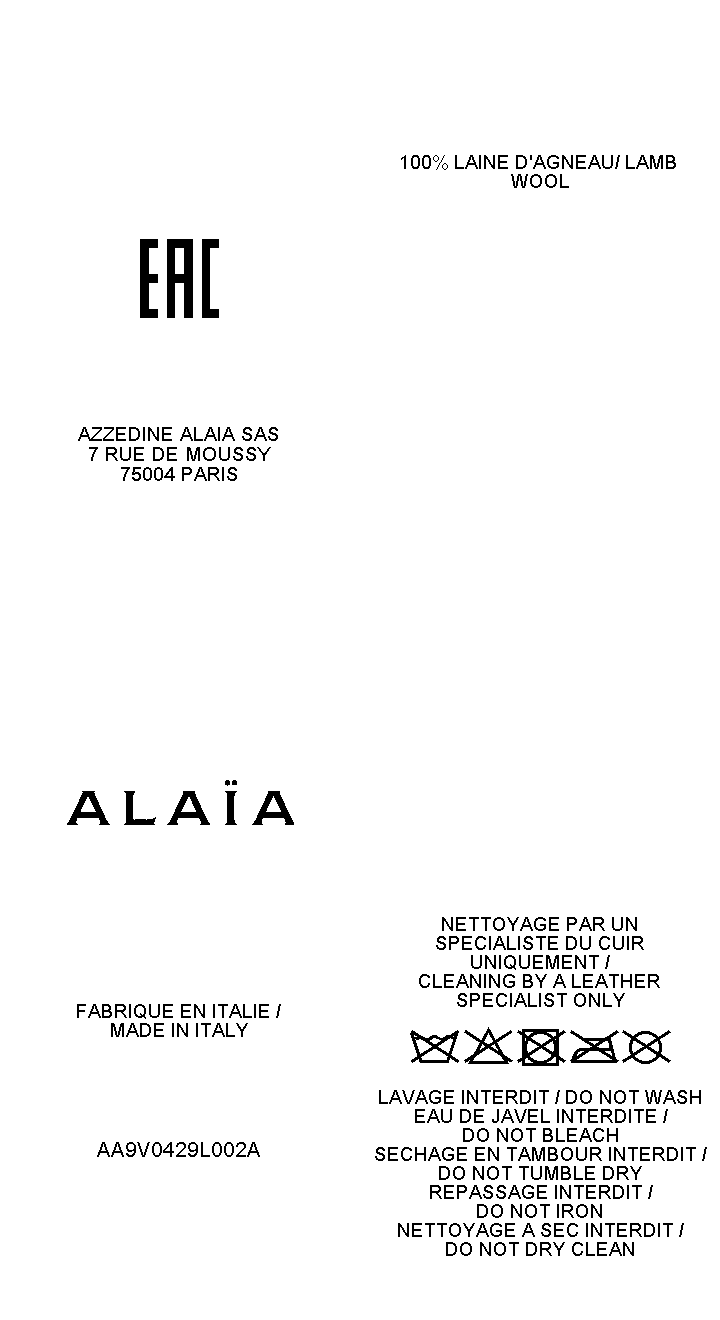 EAC
AZZEDINE ALAIA SAS
7 RUE DE MOUSSY
75004 PARIS
ALAÏA
FABRIQUE EN ITALIE /
MADE IN ITALY
AA9V0429L002A
100% LAINE D'AGNEAU/ LAMB
WOOL
NETTOYAGE PAR UN
SPECIALISTE DU CUIR
UNIQUEMENT /
CLEANING BY A LEATHER
SPECIALIST ONLY
LAVAGE INTERDIT / DO NOT WASH
EAU DE JAVEL INTERDITE /
DO NOT BLEACH
SECHAGE EN TAMBOUR INTERDIT /
DO NOT TUMBLE DRY
REPASSAGE INTERDIT /
DO NOT IRON
NETTOYAGE A SEC INTERDIT /
DO NOT DRY CLEAN